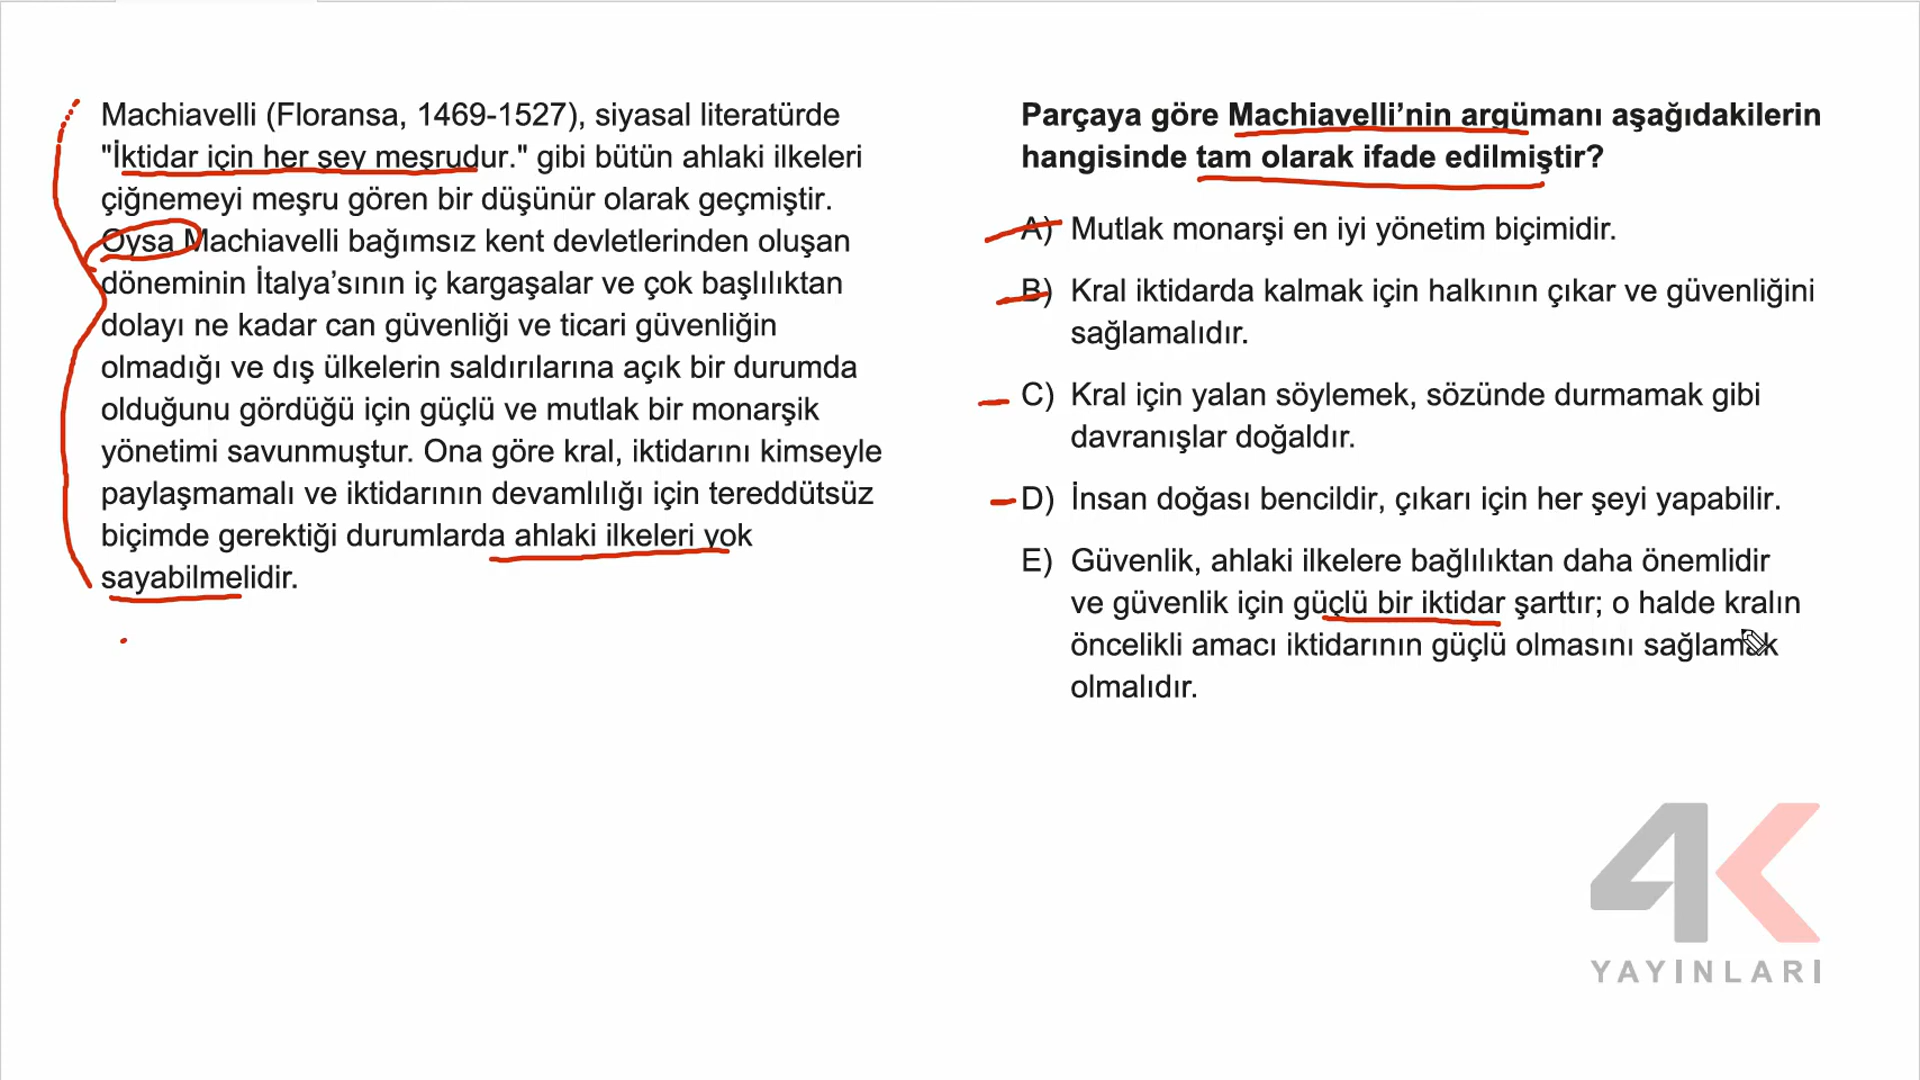 Machiavelli (Floransa, 1469-1527), siyasal literatürde
"İktidar için her şey meşrudur." gibi bütün ahlaki ilkeleri
çiğnemeyi meşru gören bir düşünür olarak geçmiştir.
Oysa Machiavelli bağımsız kent devletlerinden oluşan
döneminin İtalya’sının iç kargaşalar ve çok başlılıktan
dolayı ne kadar can güvenliği ve ticari güvenliğin
olmadığı ve dış ülkelerin saldırılarına açık bir durumda
olduğunu gördüğü için güçlü ve mutlak bir monarşik
yönetimi savunmuştur. Ona göre kral, iktidarını kimseyle
paylaşmamalı ve iktidarının devamlılığı için tereddütsüz
biçimde gerektiği durumlarda ahlaki ilkeleri yok
sayabilmelidir.
Parçaya göre Machiavelli’nin argümanı aşağıdakilerin
hangisinde tam olarak ifade edilmiştir?
A) Mutlak monarşi en iyi yönetim biçimidir.
B) Kral iktidarda kalmak için halkının çıkar ve güvenliğini
sağlamalıdır.
C) Kral için yalan söylemek, sözünde durmamak gibi
davranışlar doğaldır.
D) İnsan doğası bencildir, çıkarı için her şeyi yapabilir.
E) Güvenlik, ahlaki ilkelere bağlılıktan daha önemlidir
ve güvenlik için güçlü bir iktidar şarttır; o halde kralın
öncelikli amacı iktidarının güçlü olmasını sağlamak
olmalıdır.
4K
YAYINLARI